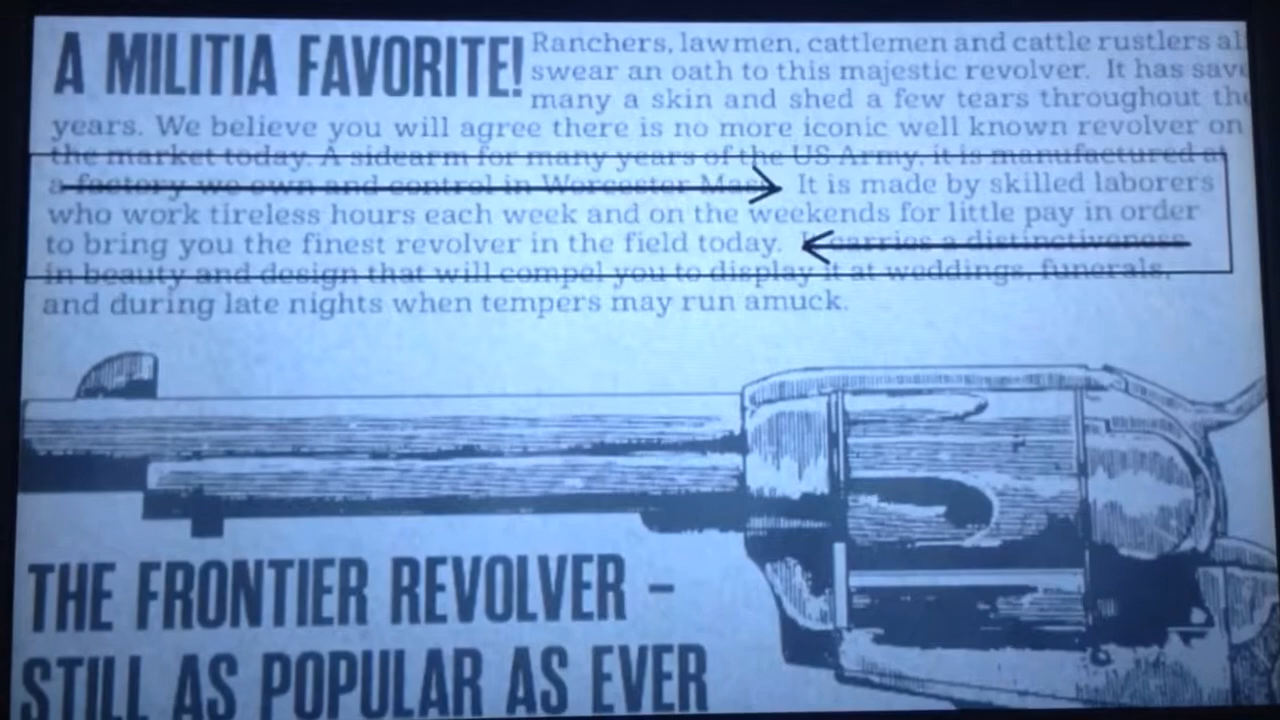 A MILITIA FAVORITE!
Ranchers, lawmen, cattlemen and cattle rustlers
swear an oath to this majestic revolver. It has
many a skin and shed a few tears throughout
years. We believe you will agree there is no more iconic well known revolver on
the market today. A sidearm for many years of the US Army, it is manufactured at
a factory we own and control in Worcester It is made by skilled laborers
who work tireless hours each week and on the weekends for little pay in order
to bring you the finest revolver in the field today. carries a distinctiveness
in beauty and design that will compel you to display it at weddings, funerals,
and during late nights when tempers may run amuck.
THE FRONTIER REVOLVER –
STILL AS POPULAR AS EVER